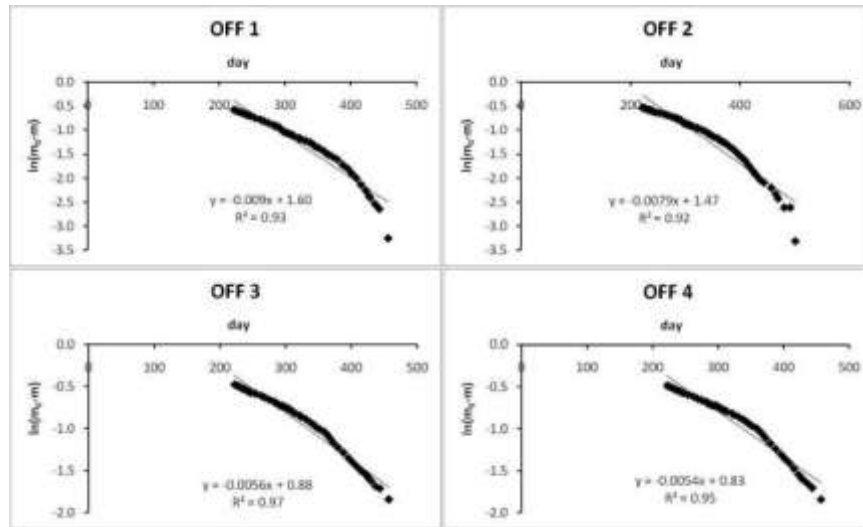 OFF 1
day
0.0
0 100 200 300 400 500
-0.5
-1.0
-1.5
-2.0
-2.5
-3.0
-3.5
ln(m₀-m)
y = -0.009x + 1.60
R² = 0.93
OFF 2
day
0.0
0 200 400 600
-0.5
-1.0
-1.5
-2.0
-2.5
-3.0
-3.5
ln(m₀-m)
y = -0.0079x + 1.47
R² = 0.92
OFF 3
day
0.0
0 100 200 300 400 500
-0.5
-1.0
-1.5
-2.0
ln(m₀-m)
y = -0.0056x + 0.88
R² = 0.97
OFF 4
day
0.0
0 100 200 300 400 500
-0.5
-1.0
-1.5
-2.0
ln(m₀-m)
y = -0.0054x + 0.83
R² = 0.95